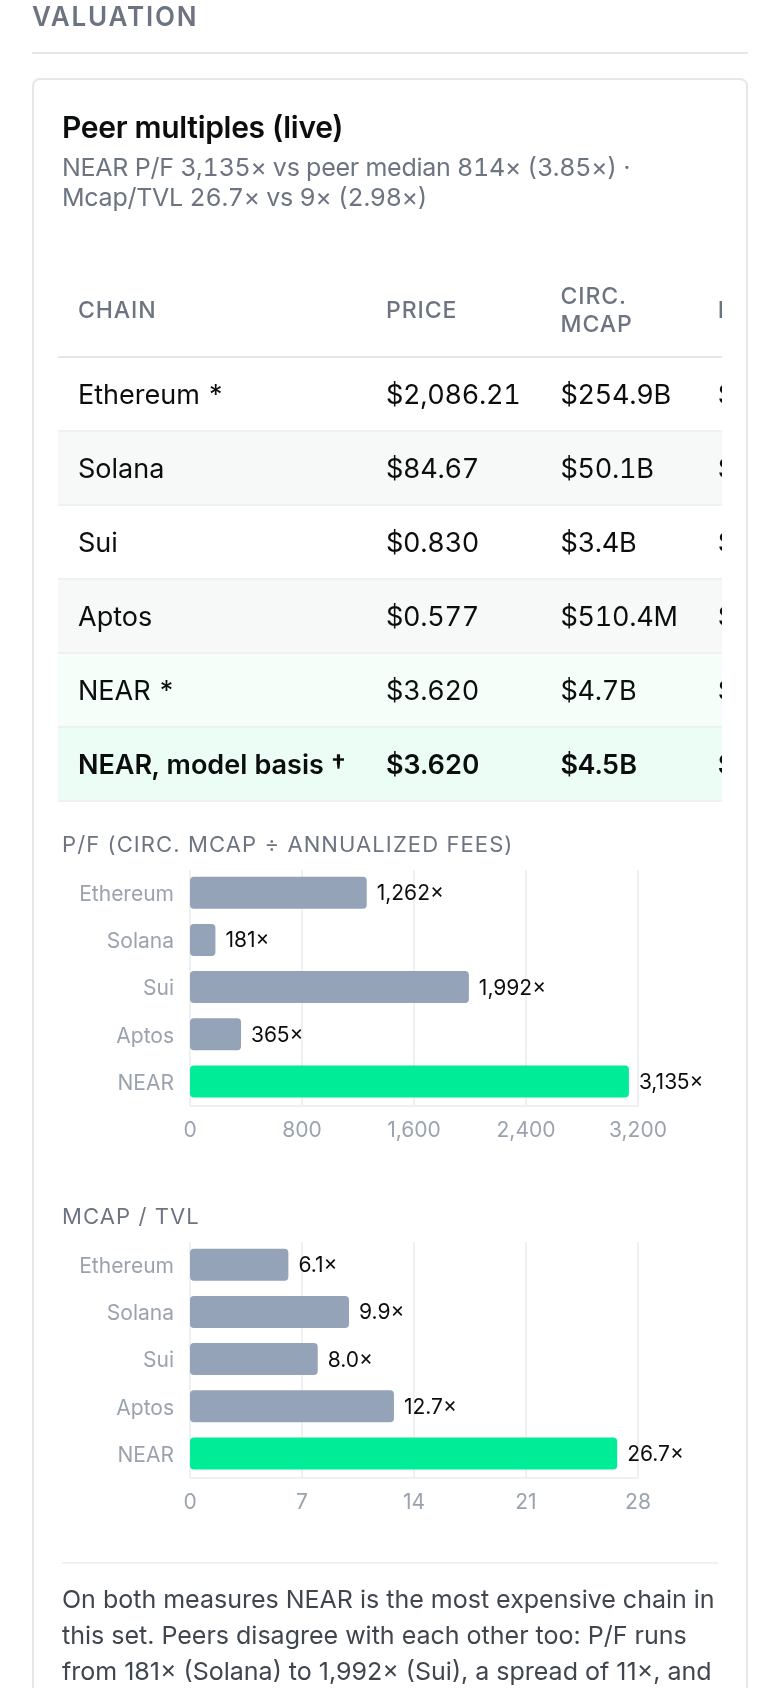 VALUATION
Peer multiples (live)
NEAR P/F 3,135× vs peer median 814× (3.85×) ·
Mcap/TVL 26.7× vs 9× (2.98×)
CHAIN PRICE CIRC. MCAP
Ethereum * $2,086.21 $254.9B
Solana $84.67 $50.1B
Sui $0.830 $3.4B
Aptos $0.577 $510.4M
NEAR * $3.620 $4.7B
NEAR, model basis † $3.620 $4.5B
P/F (CIRC. MCAP ÷ ANNUALIZED FEES)
Ethereum 1,262×
Solana 181×
Sui 1,992×
Aptos 365×
NEAR 3,135×
0 800 1,600 2,400 3,200
MCAP / TVL
Ethereum 6.1×
Solana 9.9×
Sui 8.0×
Aptos 12.7×
NEAR 26.7×
0 7 14 21 28
On both measures NEAR is the most expensive chain in
this set. Peers disagree with each other too: P/F runs
from 181× (Solana) to 1,992× (Sui), a spread of 11×, and